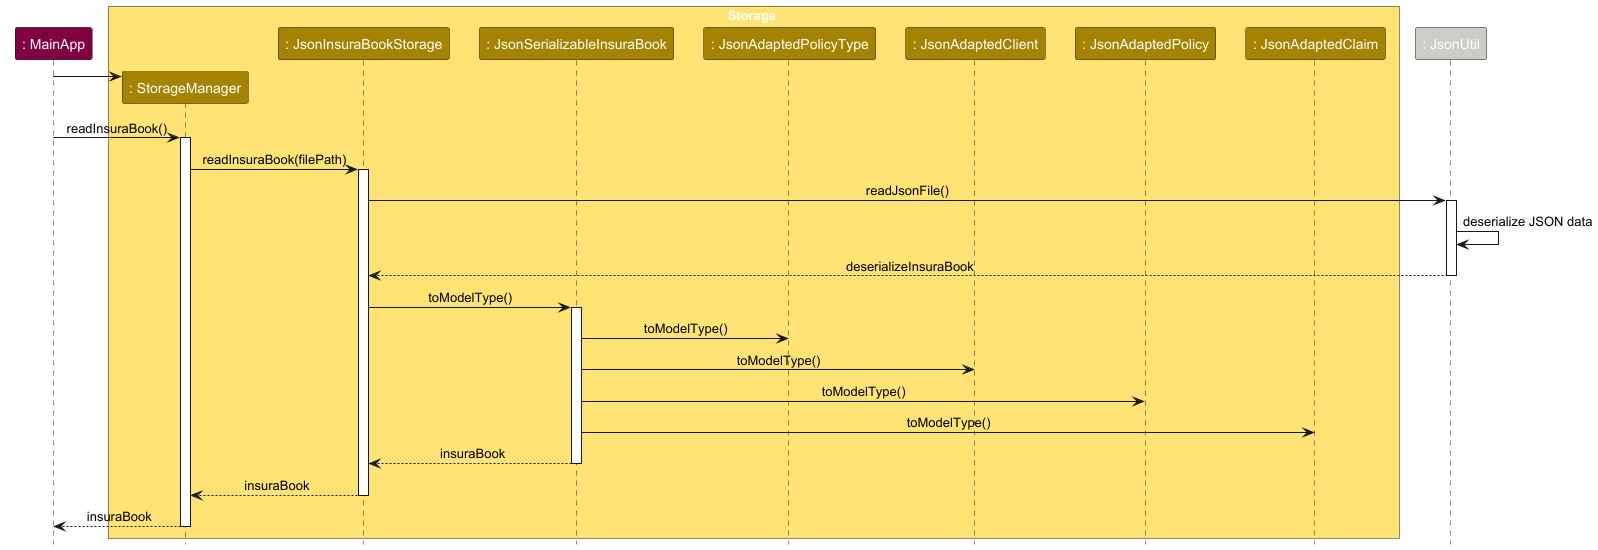 Storage
: MainApp
: JsonInsuraBookStorage
: JsonSerializableInsuraBook
: JsonAdaptedPolicyType
: JsonAdaptedClient
: JsonAdaptedPolicy
: JsonAdaptedClaim
: JsonUtil
: StorageManager
readInsuraBook()
readInsuraBook(filePath)
readJsonFile()
deserialize JSON data
deserializeInsuraBook
toModelType()
toModelType()
toModelType()
toModelType()
toModelType()
insuraBook
insuraBook
insuraBook